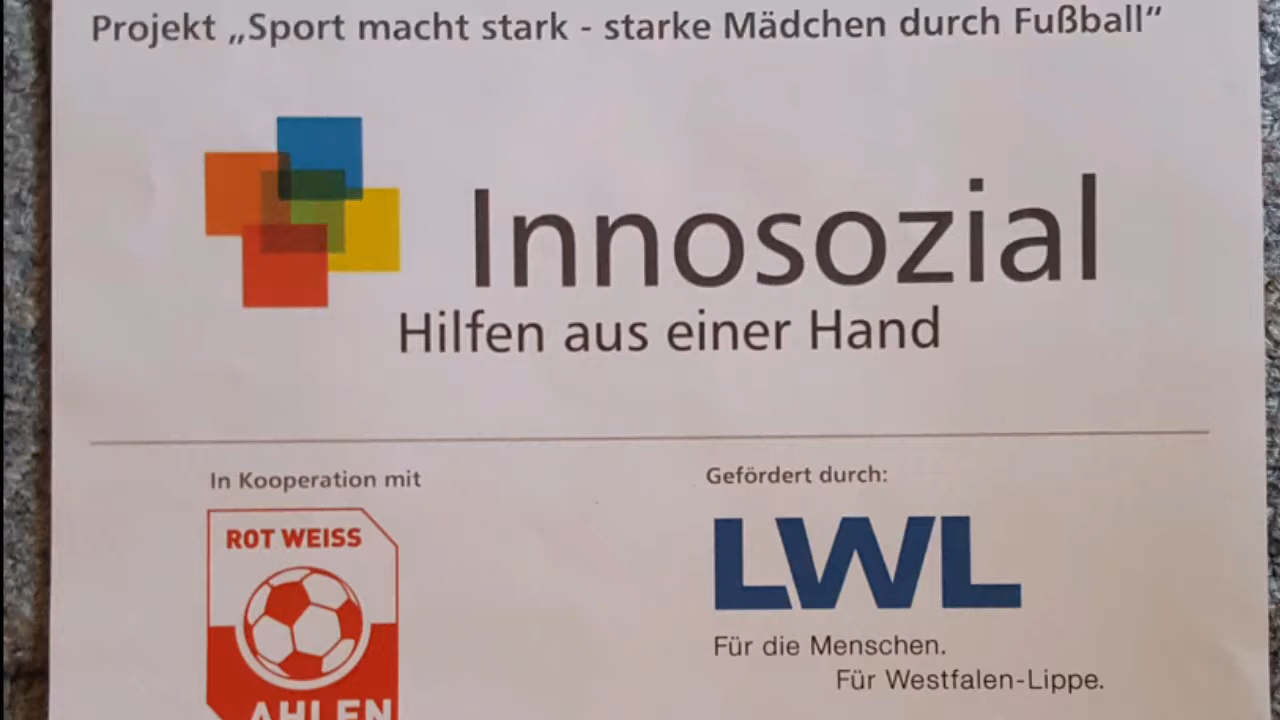 Projekt „Sport macht stark - starke Mädchen durch Fußball“
Innosozial
Hilfen aus einer Hand
In Kooperation mit
ROT WEISS
AHLEN
Gefördert durch:
LWL
Für die Menschen.
Für Westfalen-Lippe.